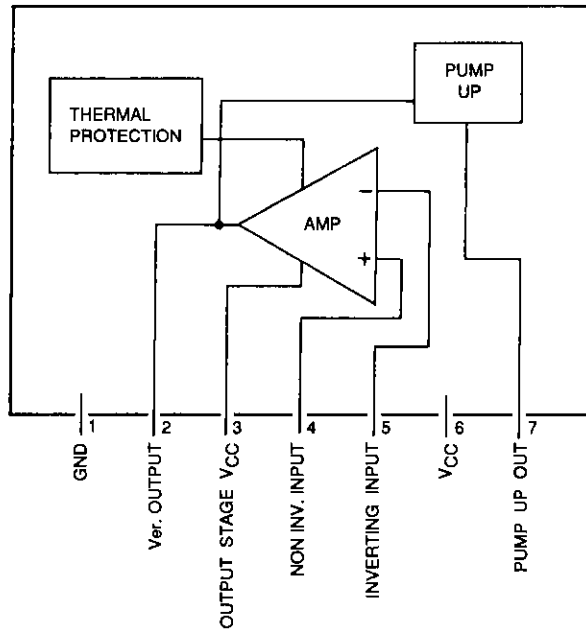 PUMP
UP
THERMAL
PROTECTION
AMP
−
+
1
2
3
4
5
6
7
GND
Ver. OUTPUT
OUTPUT STAGE VCC
NON INV. INPUT
INVERTING INPUT
VCC
PUMP UP OUT